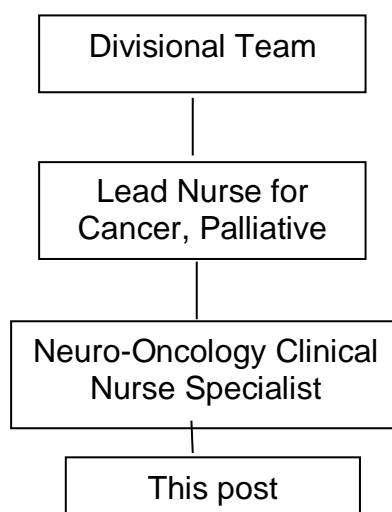 Divisional Team
Lead Nurse for
Cancer, Palliative
Neuro-Oncology Clinical
Nurse Specialist
This post